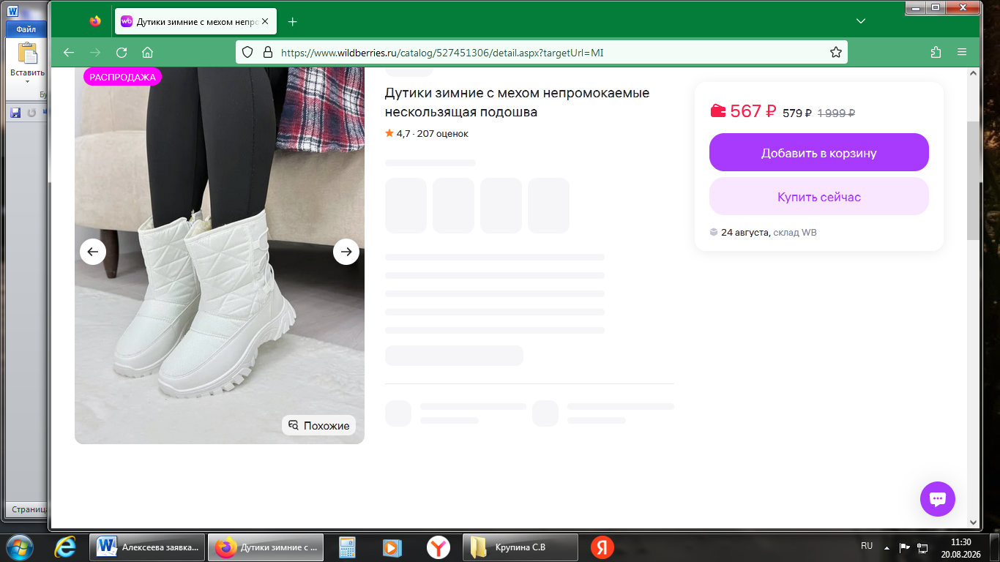 Дутики зимние с мехом непро
https://www.wildberries.ru/catalog/527451306/detail.aspx?targetUrl=MI
Файл
Вставить
Страница
РАСПРОДАЖА
Похожие
Дутики зимние с мехом непромокаемые
нескользящая подошва
4,7 · 207 оценок
567 ₽ 579 ₽ 1 999 ₽
Добавить в корзину
Купить сейчас
24 августа, склад WB
Алексеева заявка...
Дутики зимние с ...
Крупина С.В
RU
11:30
20.08.2026